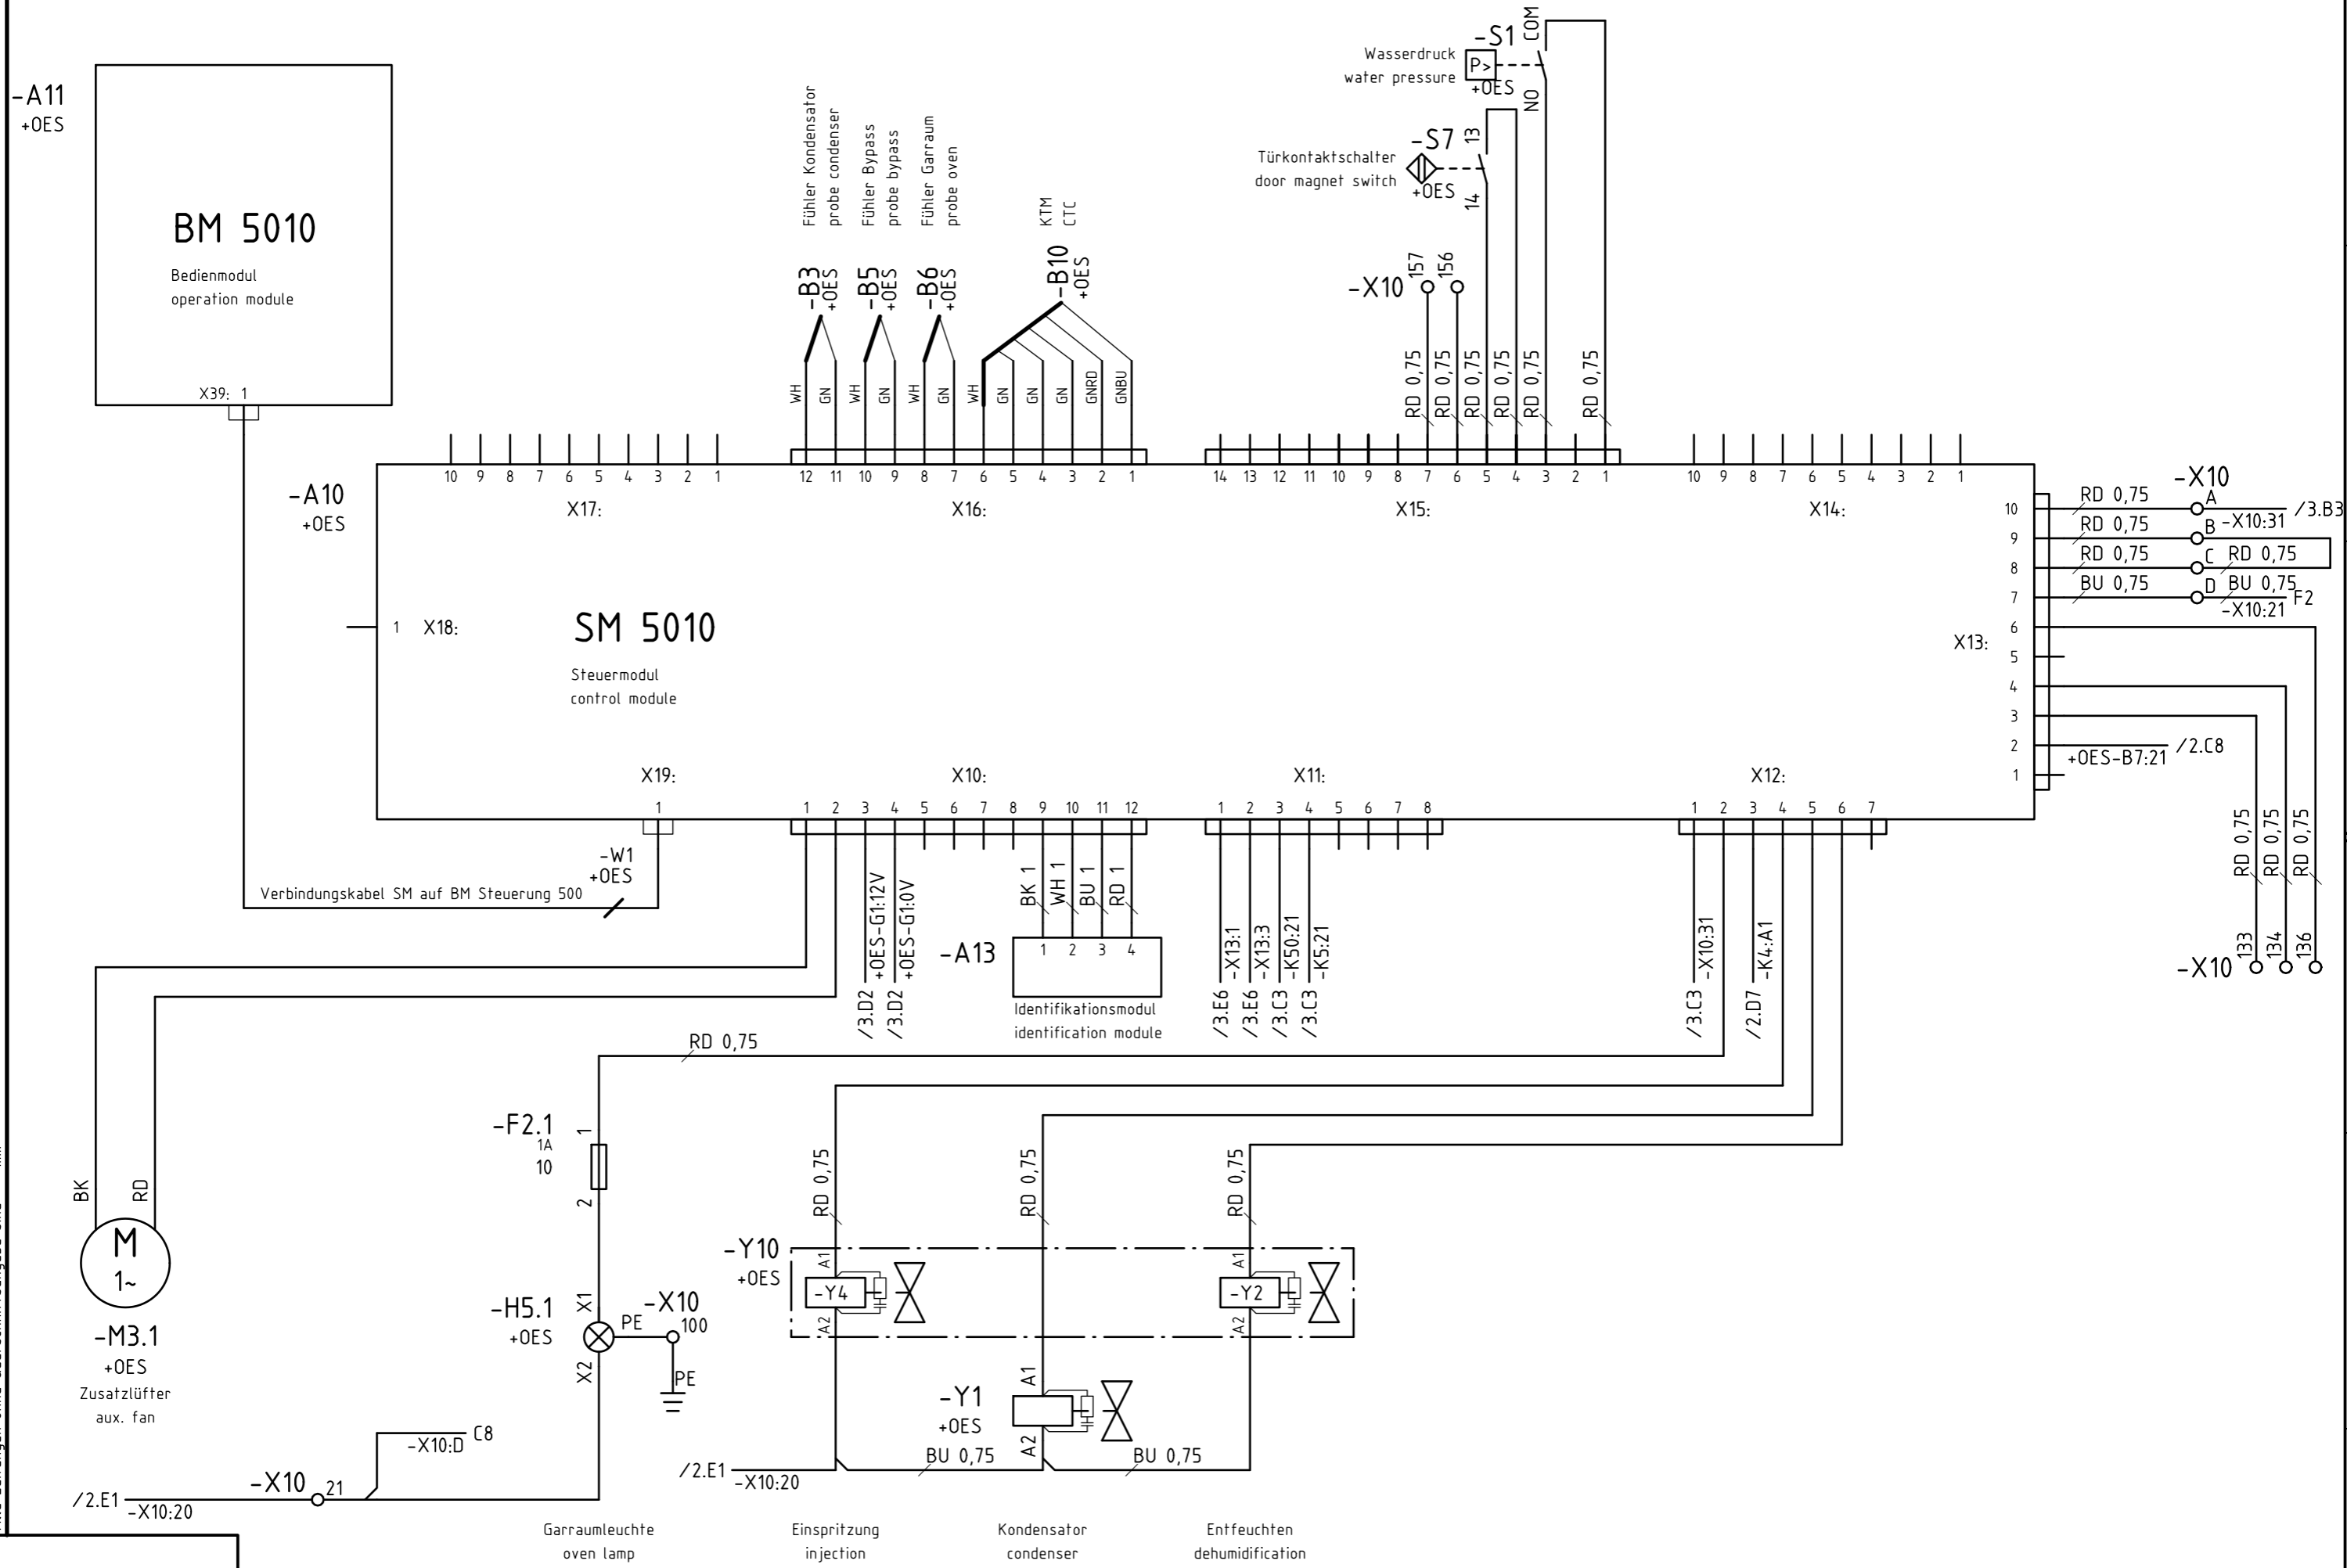 -A11
+OES
BM 5010
Bedienmodul
operation module
X39: 1
Fühler Kondensator
probe condenser
-B3
+OES
Fühler Bypass
probe bypass
-B5
+OES
Fühler Garraum
probe oven
-B6
+OES
KTM
CTC
-B10
+OES
WH
GN
WH
GN
WH
GN
WH
GN
GN
GN
GNRD
GNBU
Wasserdruck
water pressure
-S1
P>
+OES
COM
NO
Türkontaktschalter
door magnet switch
-S7
+OES
13
14
-X10
157
156
RD 0,75
RD 0,75
RD 0,75
RD 0,75
RD 0,75
RD 0,75
-A10
+OES
10 9 8 7 6 5 4 3 2 1
X17:
12 11 10 9 8 7 6 5 4 3 2 1
X16:
14 13 12 11 10 9 8 7 6 5 4 3 2 1
X15:
10 9 8 7 6 5 4 3 2 1
X14:
1 X18:
SM 5010
Steuermodul
control module
X13:
10
9
8
7
6
5
4
3
2
1
-X10
RD 0,75 A /3.B3
-X10:31
RD 0,75 B
RD 0,75 C RD 0,75
BU 0,75 D BU 0,75 F2
-X10:21
/2.C8
+OES-B7:21
RD 0,75
RD 0,75
RD 0,75
-X10
133
134
136
X19:
1
X10:
1 2 3 4 5 6 7 8 9 10 11 12
X11:
1 2 3 4 5 6 7 8
X12:
1 2 3 4 5 6 7
-W1
+OES
Verbindungskabel SM auf BM Steuerung 500
/3.D2 +OES-G1:12V
/3.D2 +OES-G1:0V
BK 1
WH 1
BU 1
RD 1
-A13
1 2 3 4
Identifikationsmodul
identification module
/3.E6 -X13:1
/3.E6 -X13:3
/3.C3 -K50:21
/3.C3 -K5:21
/3.C3 -X10:31
/2.D7 -K4:A1
RD 0,75
-F2.1
1A
10
1
2
BK
RD
M
1~
-M3.1
+OES
Zusatzlüfter
aux. fan
-H5.1
+OES
X1
X2
PE
-X10
100
PE
RD 0,75
RD 0,75
RD 0,75
-Y10
+OES
A1
-Y4
A2
A1
-Y2
A2
-Y1
+OES
A1
A2
C8
-X10:D
/2.E1
-X10:20
-X10
21
/2.E1
-X10:20
BU 0,75
BU 0,75
Garraumleuchte
oven lamp
Einspritzung
injection
Kondensator
condenser
Entfeuchten
dehumidification